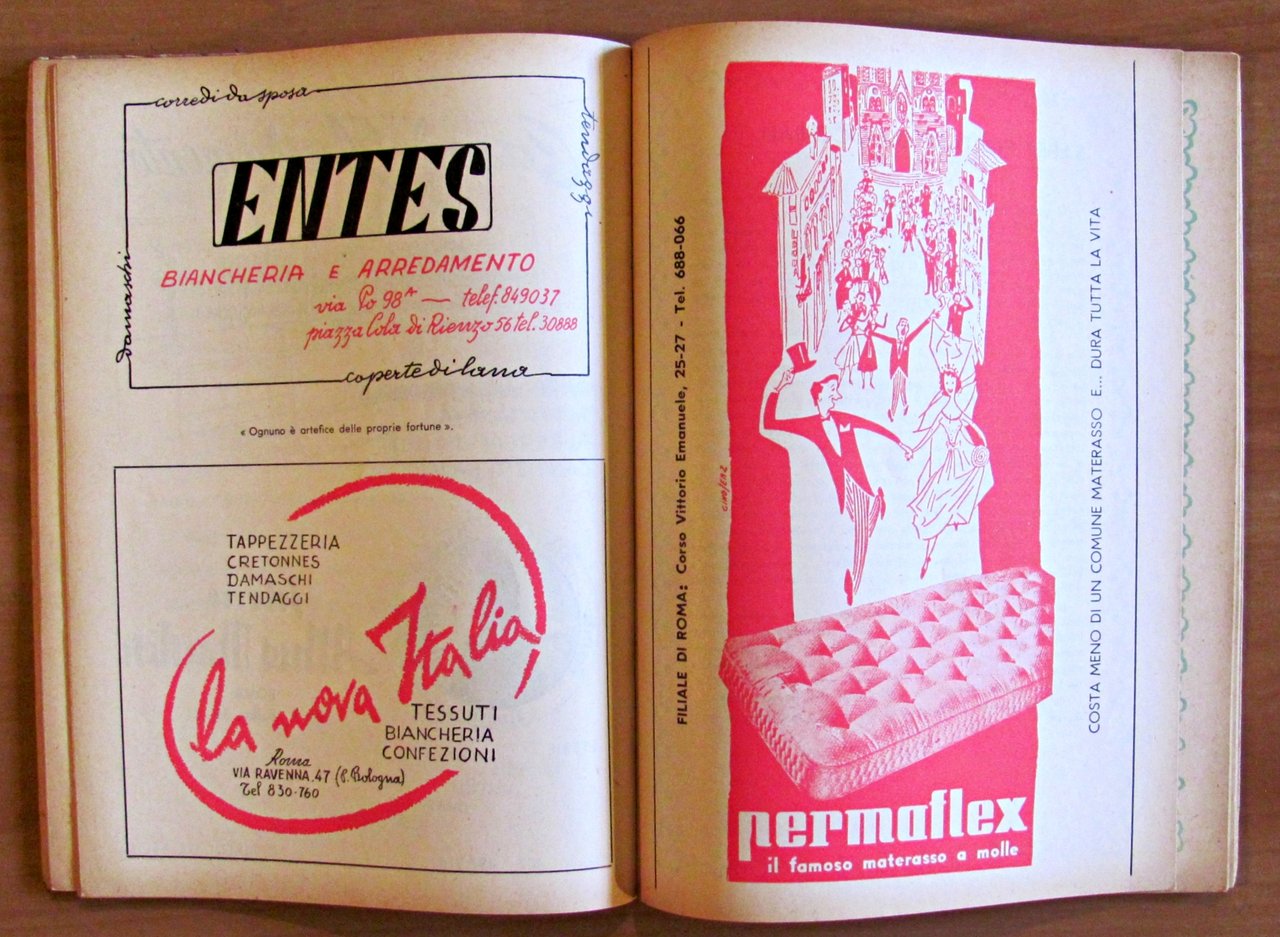 corredi da sposa
tendaggi
ENTES
BIANCHERIA E ARREDAMENTO
via Po 98A — telef. 849037
piazza Cola di Rienzo 56 tel. 30888
damaschi
coperte di lana
« Ognuno è artefice delle proprie fortune ».
TAPPEZZERIA
CRETONNES
DAMASCHI
TENDAGGI
la nova Italia
TESSUTI
BIANCHERIA
CONFEZIONI
Roma
VIA RAVENNA. 47 (P. Bologna)
Tel 830-760
FILIALE DI ROMA: Corso Vittorio Emanuele, 25-27 - Tel. 688-066
permaflex
il famoso materasso a molle
COSTA MENO DI UN COMUNE MATERASSO E... DURA TUTTA LA VITA